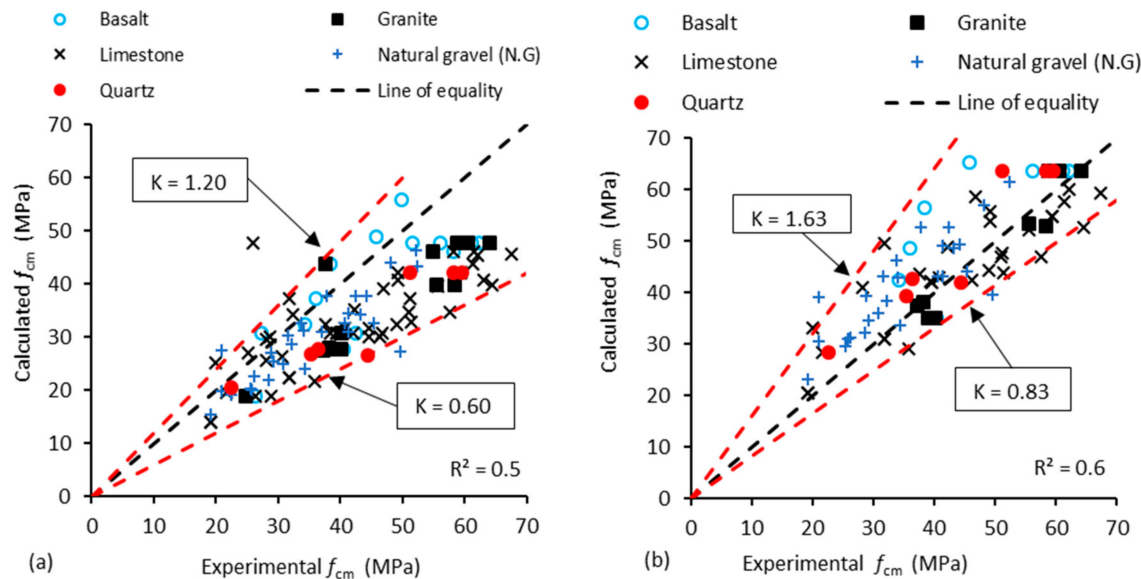 Basalt
Granite
Limestone
Natural gravel (N.G)
Quartz
Line of equality
70
60
50
40
30
20
10
0
Calculated fcm (MPa)
K = 1.20
K = 0.60
R² = 0.5
0 10 20 30 40 50 60 70
(a)
Experimental fcm (MPa)
Basalt
Granite
Limestone
Natural gravel (N.G)
Quartz
Line of equality
70
60
50
40
30
20
10
0
Calculated fcm (MPa)
K = 1.63
K = 0.83
R² = 0.6
0 10 20 30 40 50 60 70
(b)
Experimental fcm (MPa)